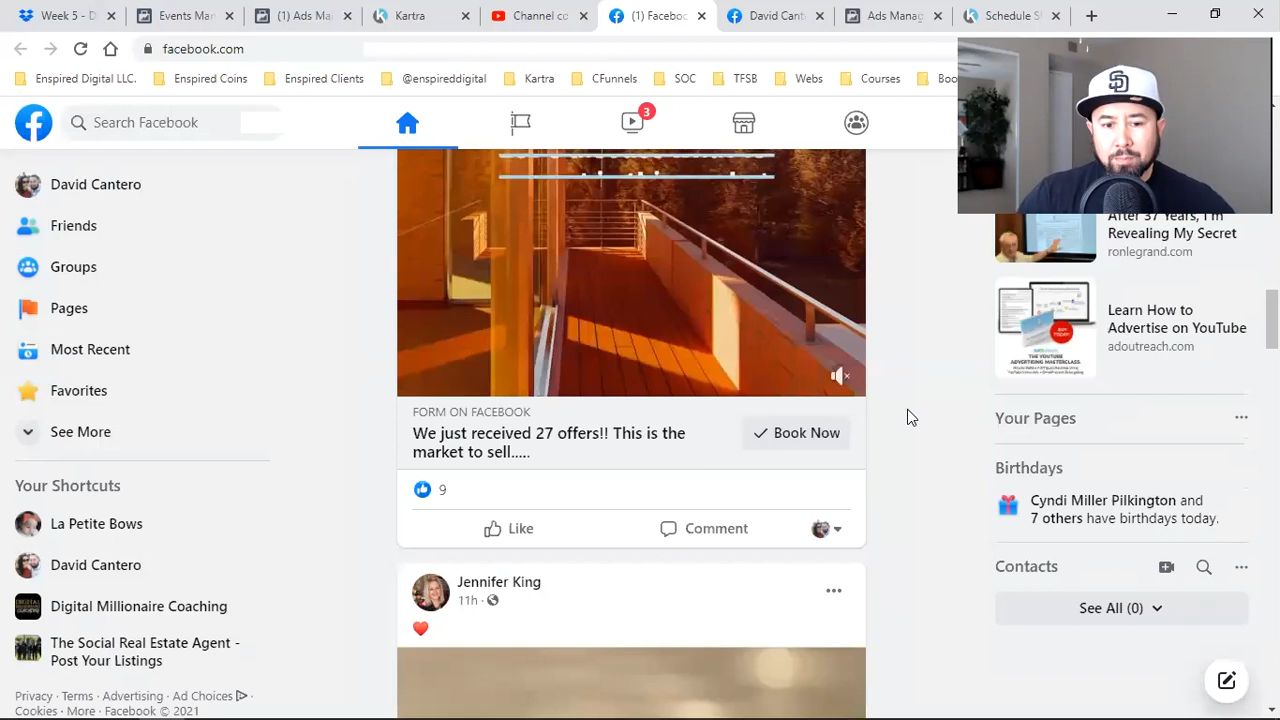 Week 5 - D
Events Man
(1) Ads Ma
Kartra
Channel co
(1) Faceboo
David Cant
Ads Manag
Schedule S
facebook.com
Enspired Digital LLC.
Enspired Coins
Enspired Clients
@enspireddigital
Kartra
CFunnels
SOC
TFSB
Webs
Courses
Boo
Search Facebook
3
David Cantero
Friends
Groups
Pages
Most Recent
Favorites
See More
Your Shortcuts
La Petite Bows
David Cantero
Digital Millionaire Coaching
The Social Real Estate Agent -
Post Your Listings
Privacy · Terms · Advertising · Ad Choices ·
Cookies · More · Facebook © 2021
FORM ON FACEBOOK
We just received 27 offers!! This is the
market to sell.....
Book Now
9
Like
Comment
Jennifer King
11h ·
SD
After 37 Years, I'm
Revealing My Secret
ronlegrand.com
Learn How to
Advertise on YouTube
adoutreach.com
Your Pages
Birthdays
Cyndi Miller Pilkington and
7 others have birthdays today.
Contacts
See All (0)